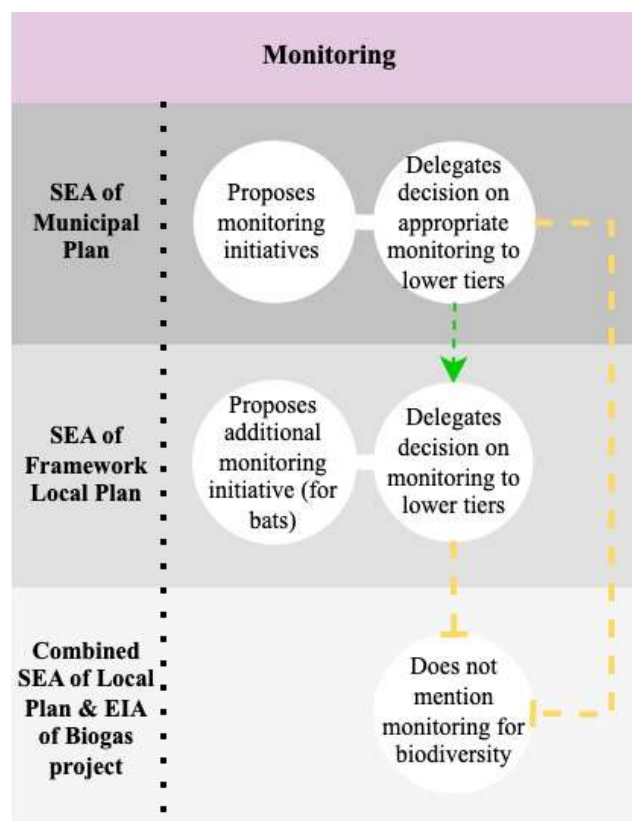 Monitoring
SEA of
Municipal
Plan
Proposes
monitoring
initiatives
Delegates
decision on
appropriate
monitoring to
lower tiers
SEA of
Framework
Local Plan
Proposes
additional
monitoring
initiative (for
bats)
Delegates
decision on
monitoring to
lower tiers
Combined
SEA of Local
Plan & EIA
of Biogas
project
Does not
mention
monitoring for
biodiversity